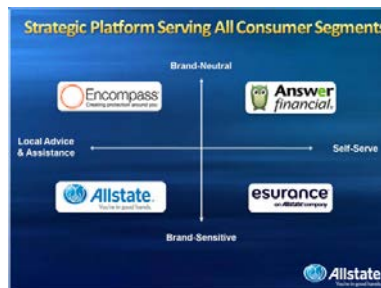 Strategic Platform Serving All Consumer Segments
Brand-Neutral
Encompass
Creating protection around you
Answer
financial
Local Advice
& Assistance
Self-Serve
Allstate
You're in good hands.
esurance
an Allstate company
Brand-Sensitive
Allstate
You're in good hands.